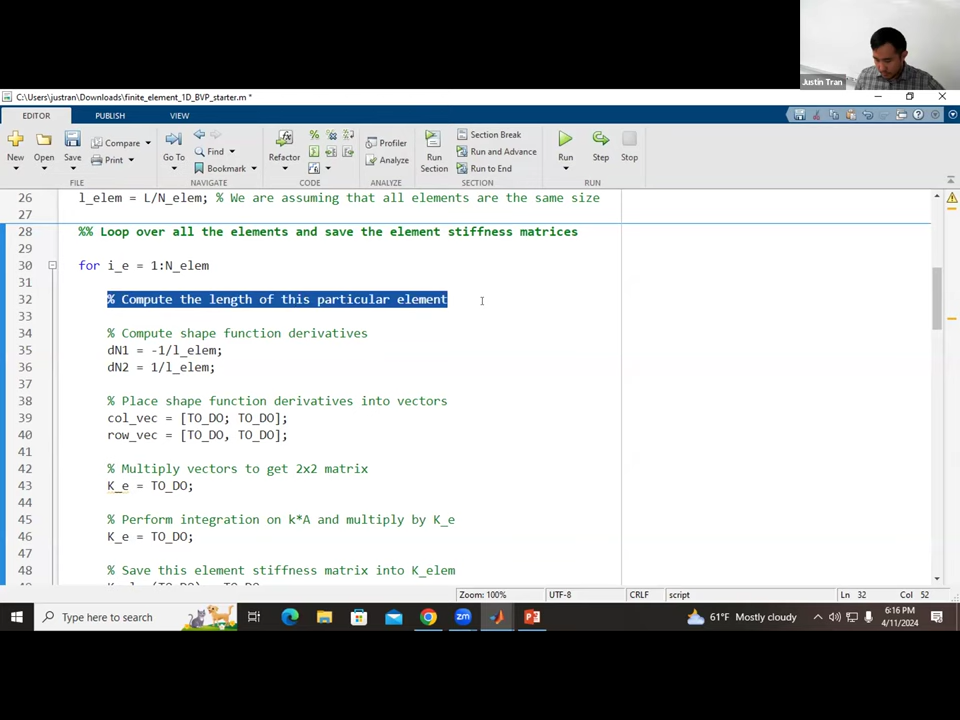 Justin Tran
C:\Users\justran\Downloads\finite_element_1D_BVP_starter.m *
EDITOR PUBLISH VIEW
New Open Save Compare Print Go To Find Bookmark Refactor Profiler Analyze Run Section Section Break Run and Advance Run to End Run Step Stop
FILE NAVIGATE CODE ANALYZE SECTION RUN
26 l_elem = L/N_elem; % We are assuming that all elements are the same size
27
28 %% Loop over all the elements and save the element stiffness matrices
29
30 for i_e = 1:N_elem
31
32 % Compute the length of this particular element
33
34 % Compute shape function derivatives
35 dN1 = -1/l_elem;
36 dN2 = 1/l_elem;
37
38 % Place shape function derivatives into vectors
39 col_vec = [TO_DO; TO_DO];
40 row_vec = [TO_DO, TO_DO];
41
42 % Multiply vectors to get 2x2 matrix
43 K_e = TO_DO;
44
45 % Perform integration on k*A and multiply by K_e
46 K_e = TO_DO;
47
48 % Save this element stiffness matrix into K_elem
Zoom: 100% UTF-8 CRLF script Ln 32 Col 52
Type here to search 61°F Mostly cloudy 6:16 PM
4/11/2024